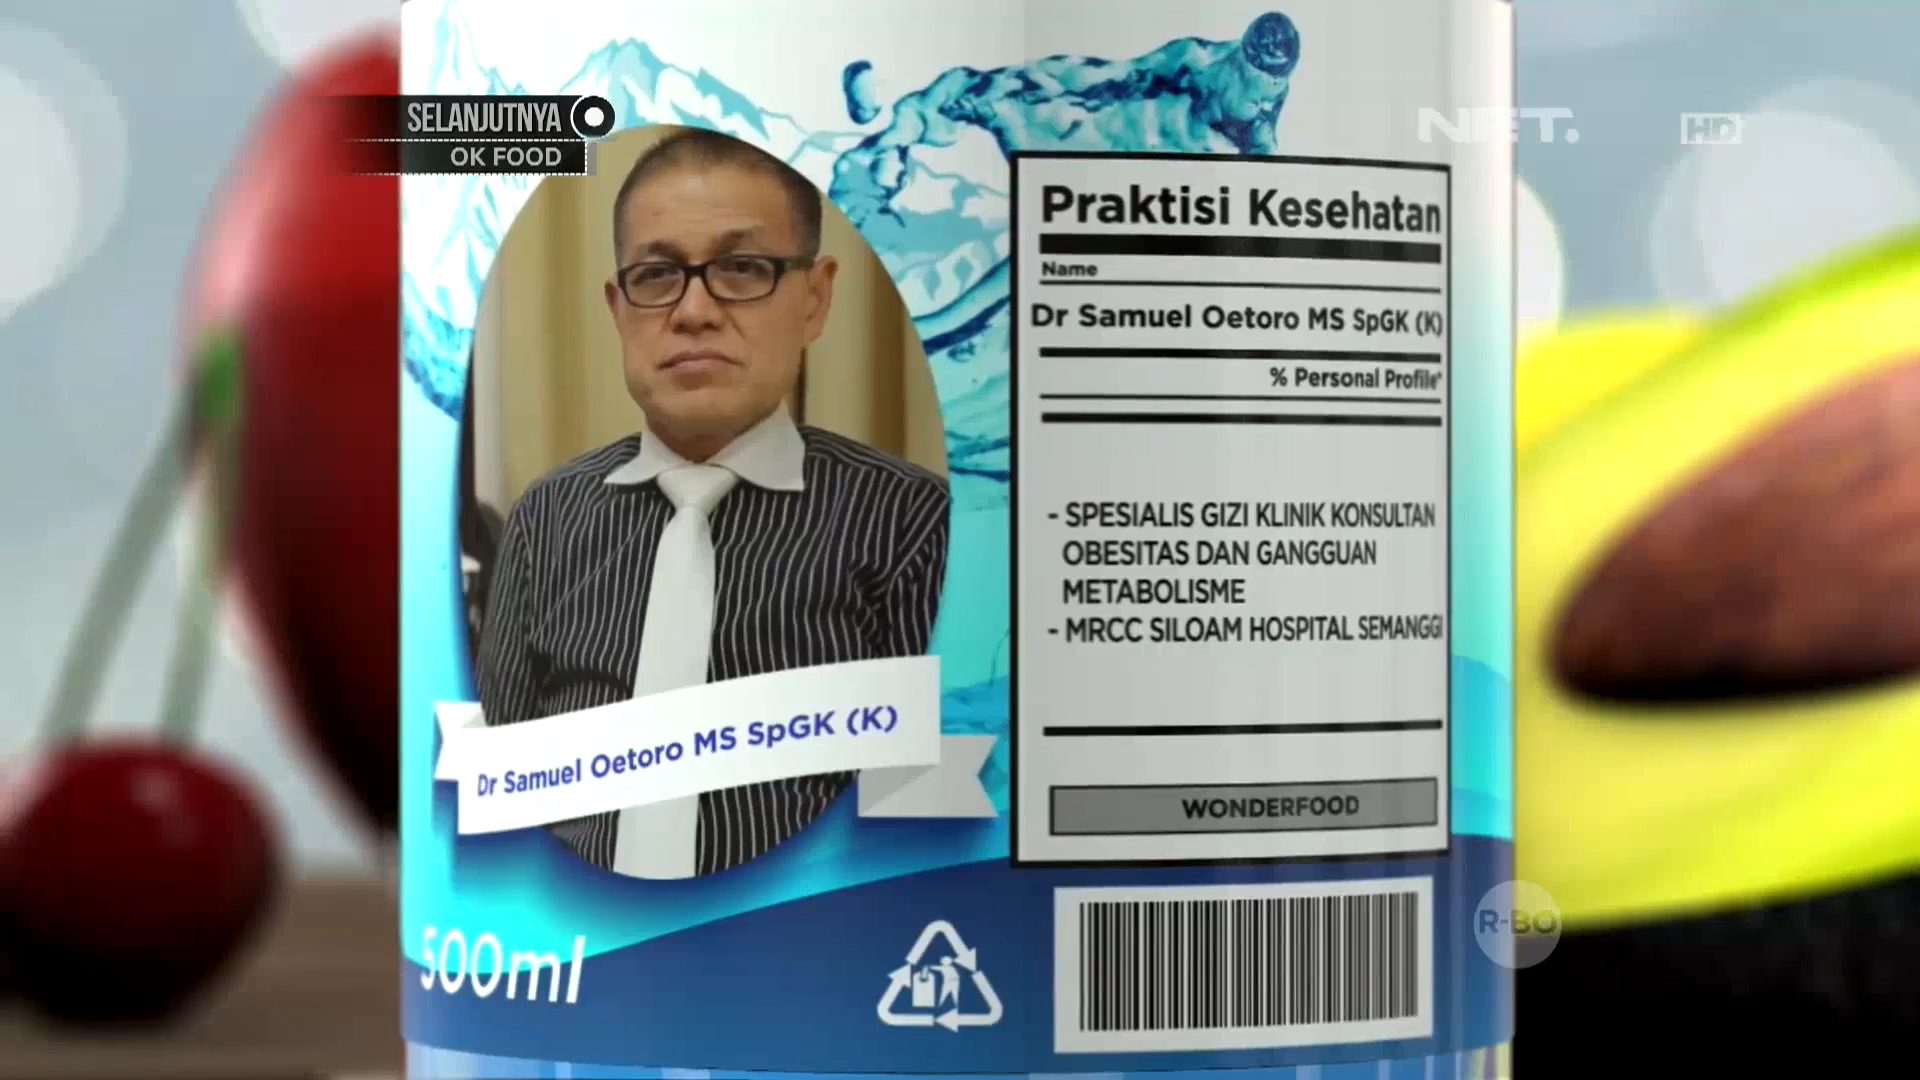 SELANJUTNYA
OK FOOD
NET.
HD
Praktisi Kesehatan
Name
Dr Samuel Oetoro MS SpGK (K)
% Personal Profile*
- SPESIALIS GIZI KLINIK KONSULTAN
OBESITAS DAN GANGGUAN
METABOLISME
- MRCC SILOAM HOSPITAL SEMANGGI
WONDERFOOD
Dr Samuel Oetoro MS SpGK (K)
500ml
R-BO